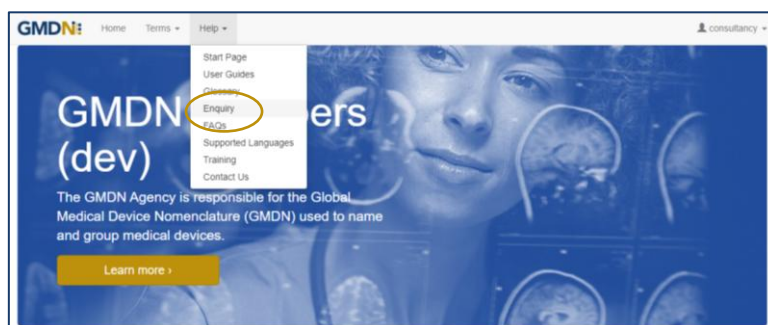 GMDN Home Terms Help consultancy
Start Page
User Guides
Glossary
Enquiry
FAQs
Supported Languages
Training
Contact Us
GMDN ers
(dev)
The GMDN Agency is responsible for the Global
Medical Device Nomenclature (GMDN) used to name
and group medical devices.
Learn more ›